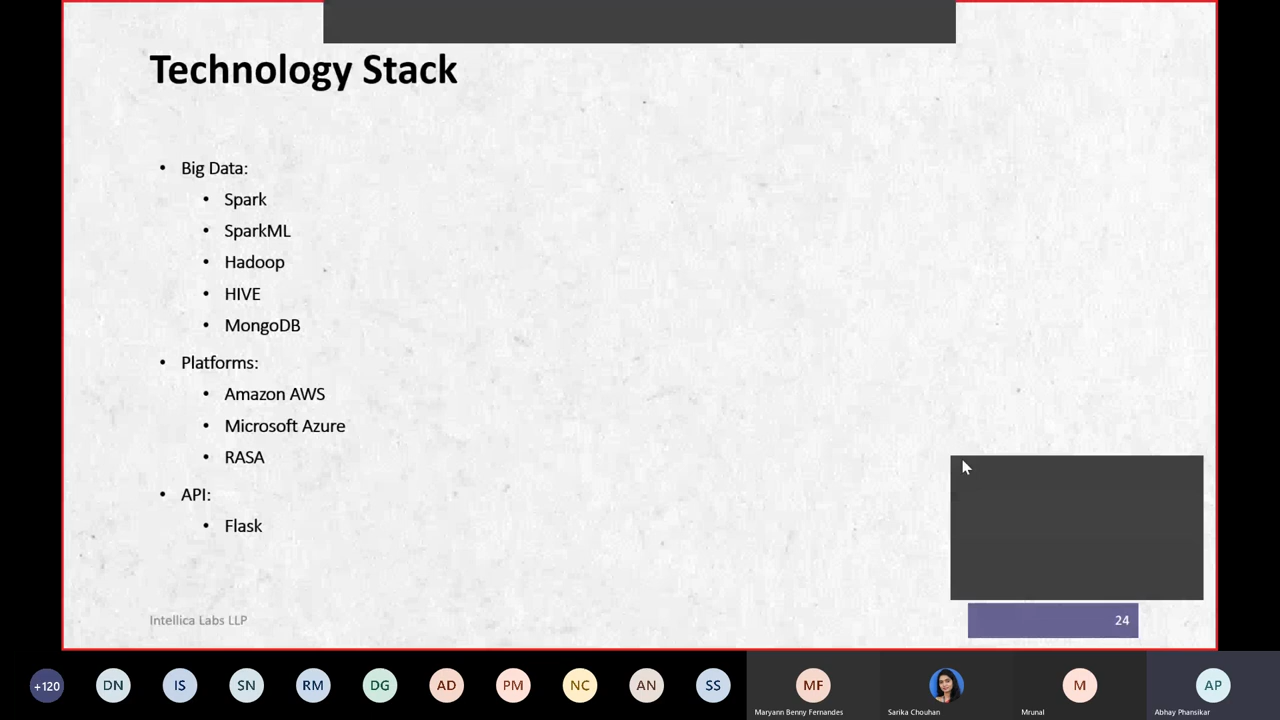 Technology Stack
• Big Data:
• Spark
• SparkML
• Hadoop
• HIVE
• MongoDB
• Platforms:
• Amazon AWS
• Microsoft Azure
• RASA
• API:
• Flask
Intellica Labs LLP
24
+120 DN IS SN RM DG AD PM NC AN SS MF M AP
Maryann Benny Fernandes Sarika Chouhan Mrunal Abhay Phansikar